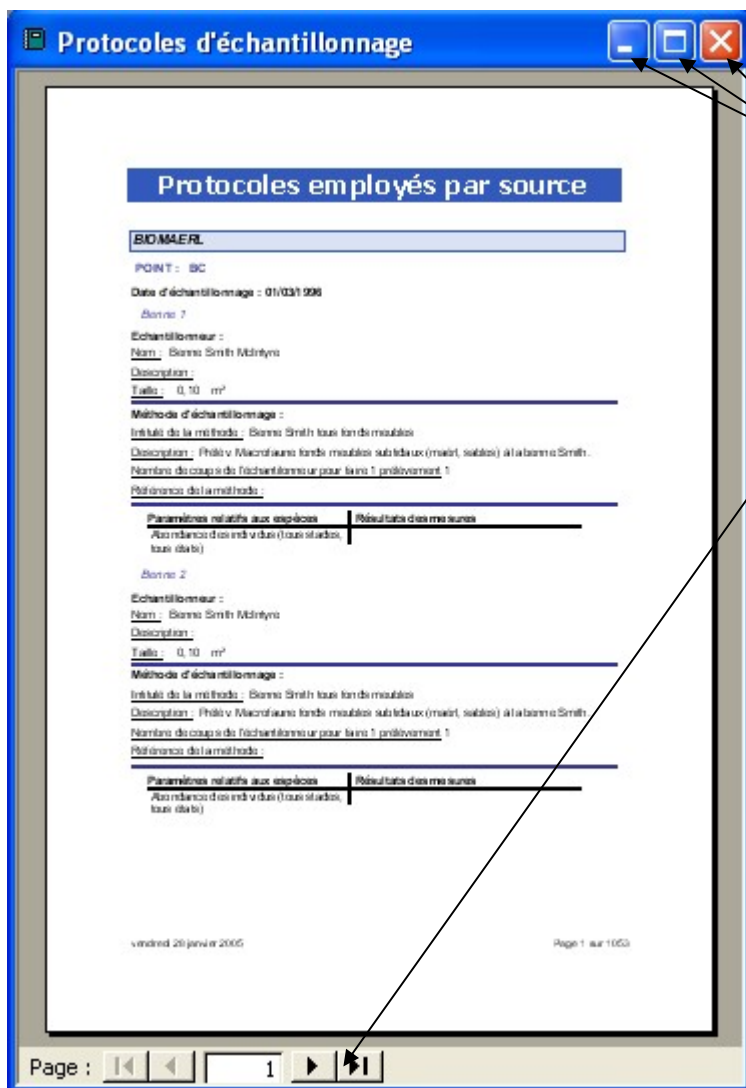 Protocoles d'échantillonnage
Protocoles employés par source
BIOMAERL
POINT : BC
Date d'échantillonnage : 01/03/1996
Benne 1
Echantillonneur :
Nom : Benne Smith McIntyre
Description :
Taille : 0,10 m²
Méthode d'échantillonnage :
Intitulé de la méthode : Benne Smith tous fonds meubles
Description : Prélèv. Macrofaune fonds meubles subtidaux (maërl, sables) à la benne Smith.
Nombre de coups de l'échantillonneur pour faire 1 prélèvement 1
Référence de la méthode :
Paramètres relatifs aux espèces Résultats des mesures
Abondance des individus (tous stades,
tous états)
Benne 2
Echantillonneur :
Nom : Benne Smith McIntyre
Description :
Taille : 0,10 m²
Méthode d'échantillonnage :
Intitulé de la méthode : Benne Smith tous fonds meubles
Description : Prélèv. Macrofaune fonds meubles subtidaux (maërl, sables) à la benne Smith.
Nombre de coups de l'échantillonneur pour faire 1 prélèvement 1
Référence de la méthode :
Paramètres relatifs aux espèces Résultats des mesures
Abondance des individus (tous stades,
tous états)
vendredi 28 janvier 2005 Page 1 sur 1053
Page : 1